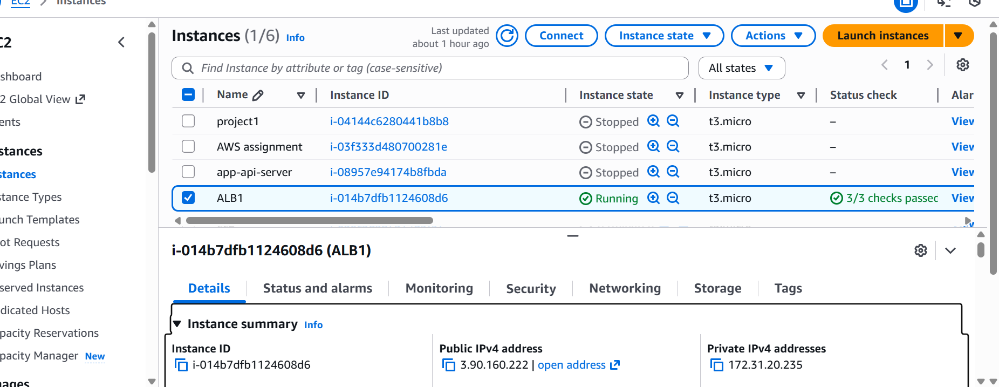 EC2 > Instances
C2
shboard
2 Global View
ents
stances
stances
stance Types
unch Templates
ot Requests
vings Plans
served Instances
dicated Hosts
pacity Reservations
pacity Manager New
nages
Instances (1/6) Info
Last updated
about 1 hour ago
Connect
Instance state
Actions
Launch instances
Find Instance by attribute or tag (case-sensitive)
All states
1
Name Instance ID Instance state Instance type Status check Alar
project1 i-04144c6280441b8b8 Stopped t3.micro – View
AWS assignment i-03f333d480700281e Stopped t3.micro – View
app-api-server i-08957e94174b8fbda Stopped t3.micro – View
ALB1 i-014b7dfb1124608d6 Running t3.micro 3/3 checks passed View
i-014b7dfb1124608d6 (ALB1)
Details Status and alarms Monitoring Security Networking Storage Tags
Instance summary Info
Instance ID Public IPv4 address Private IPv4 addresses
i-014b7dfb1124608d6 3.90.160.222 | open address 172.31.20.235